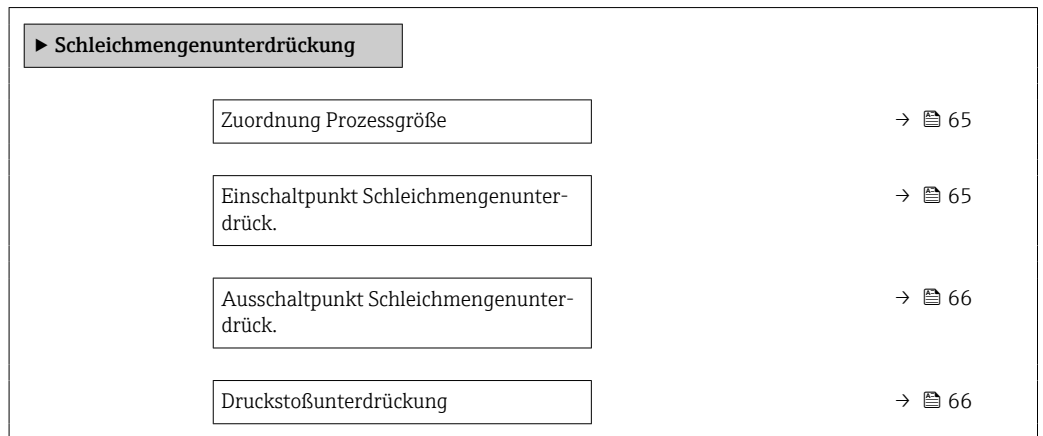 ▶ Schleichmengenunterdrückung
Zuordnung Prozessgröße → 65
Einschaltpunkt Schleichmengenunter-
drück. → 65
Ausschaltpunkt Schleichmengenunter-
drück. → 66
Druckstoßunterdrückung → 66